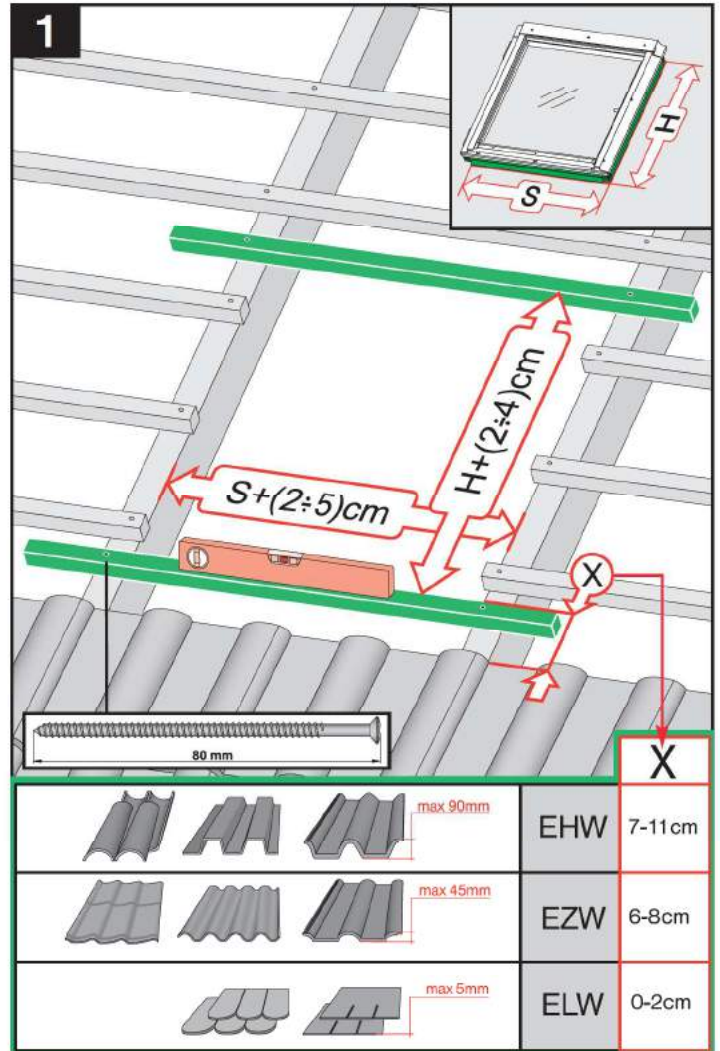 1
H
S
H+(2÷4)cm
S+(2÷5)cm
X
80 mm
X
max 90mm
EHW
7-11cm
max 45mm
EZW
6-8cm
max 5mm
ELW
0-2cm